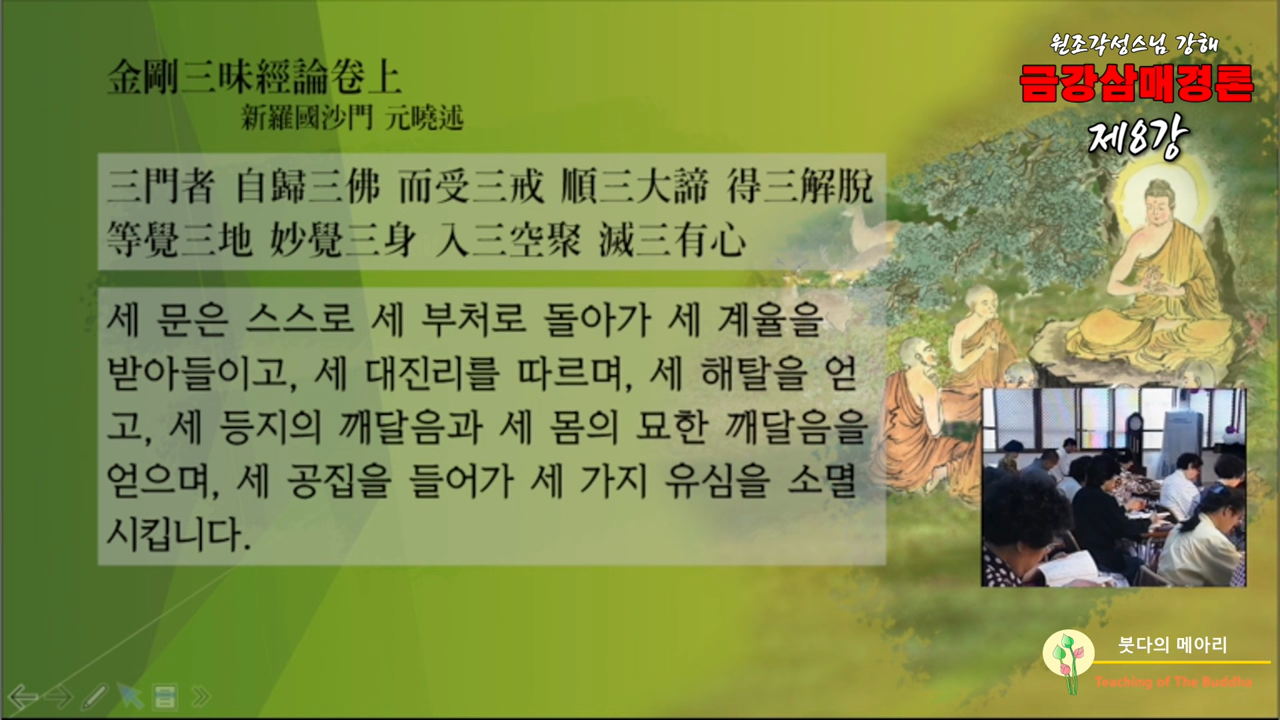 金剛三昧經論卷上
新羅國沙門 元曉述
三門者 自歸三佛 而受三戒 順三大諦 得三解脫
等覺三地 妙覺三身 入三空聚 滅三有心
세 문은 스스로 세 부처로 돌아가 세 계율을
받아들이고, 세 대진리를 따르며, 세 해탈을 얻
고, 세 등지의 깨달음과 세 몸의 묘한 깨달음을
얻으며, 세 공집을 들어가 세 가지 유심을 소멸
시킵니다.
원조각성스님 강해
금강삼매경론
제8강
붓다의 메아리
Teaching of The Buddha